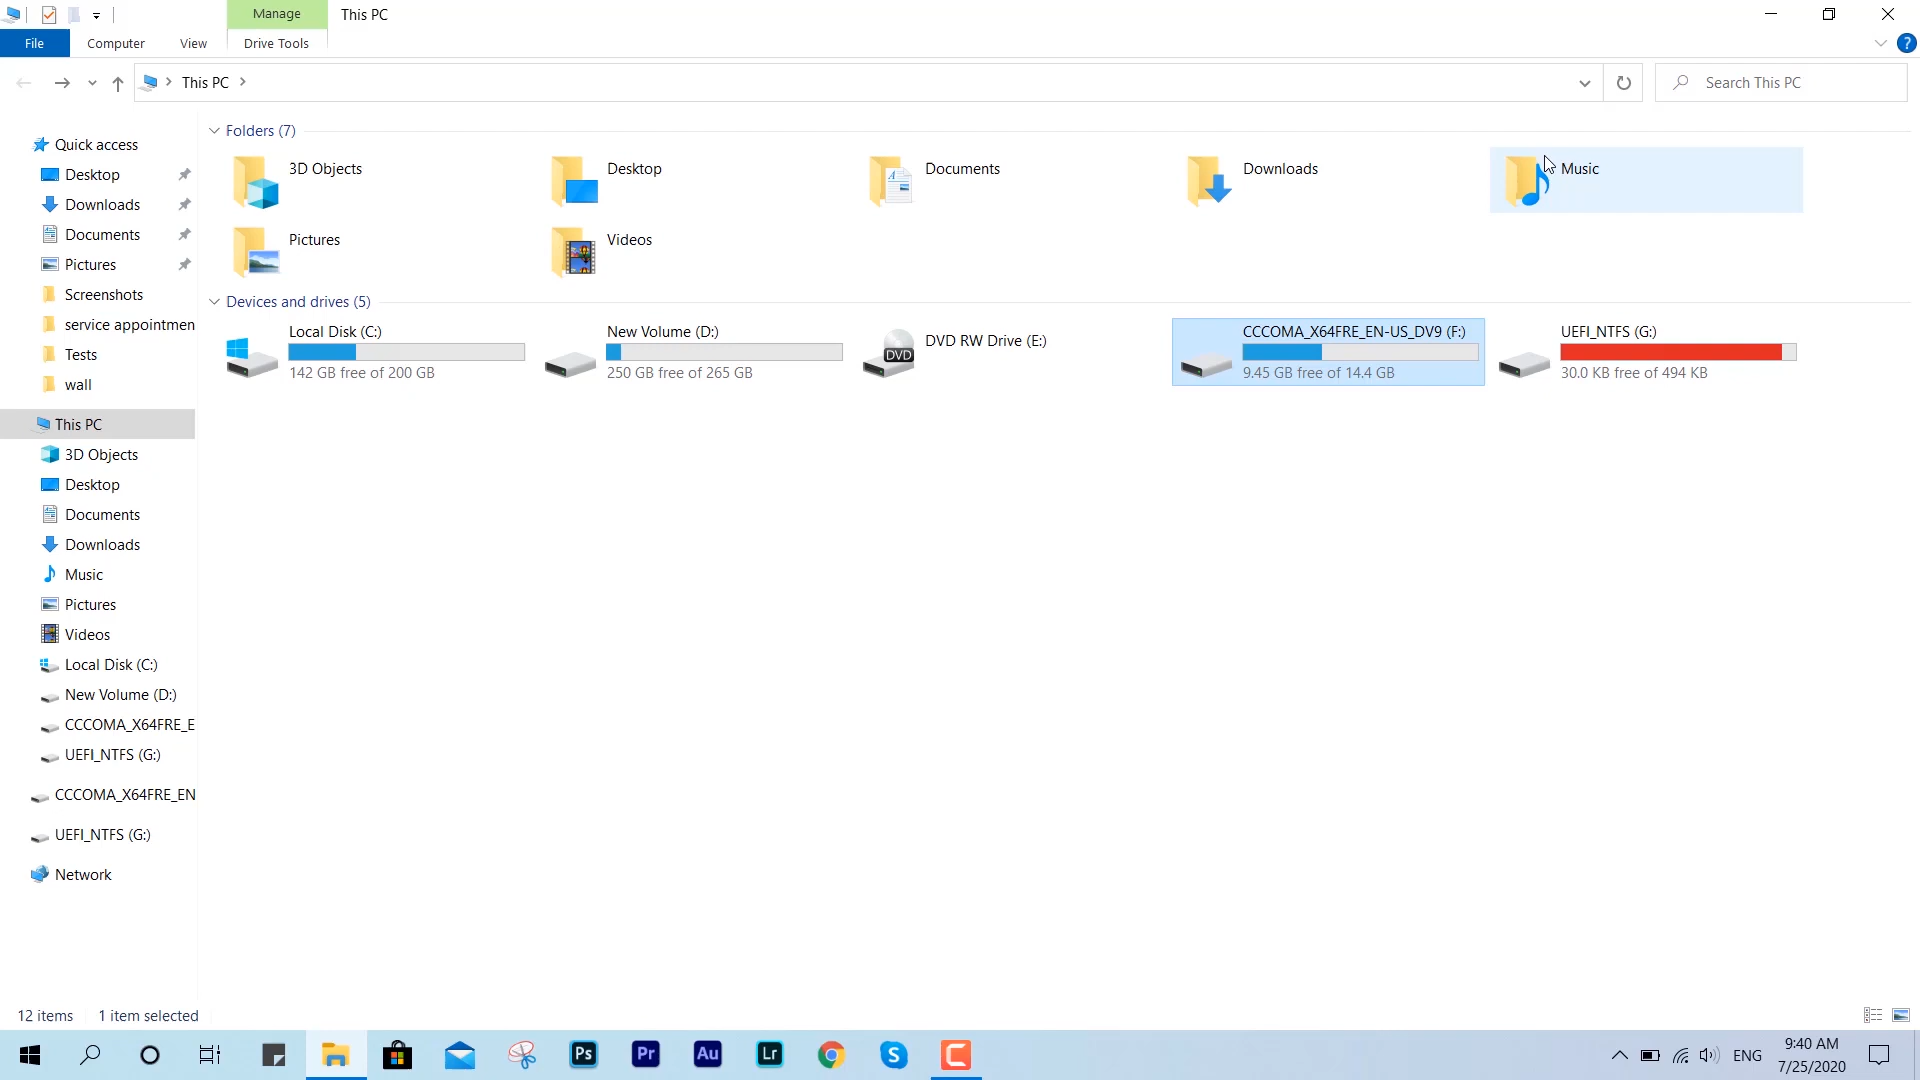 Manage
This PC
File
Computer
View
Drive Tools
This PC
Search This PC
Quick access
Desktop
Downloads
Documents
Pictures
Screenshots
service appointmen
Tests
wall
This PC
3D Objects
Desktop
Documents
Downloads
Music
Pictures
Videos
Local Disk (C:)
New Volume (D:)
CCCOMA_X64FRE_E
UEFI_NTFS (G:)
CCCOMA_X64FRE_EN
UEFI_NTFS (G:)
Network
Folders (7)
3D Objects
Desktop
Documents
Downloads
Music
Pictures
Videos
Devices and drives (5)
Local Disk (C:)
142 GB free of 200 GB
New Volume (D:)
250 GB free of 265 GB
DVD
DVD RW Drive (E:)
CCCOMA_X64FRE_EN-US_DV9 (F:)
9.45 GB free of 14.4 GB
UEFI_NTFS (G:)
30.0 KB free of 494 KB
12 items
1 item selected
Ps
Pr
Au
Lr
S
ENG
9:40 AM
7/25/2020